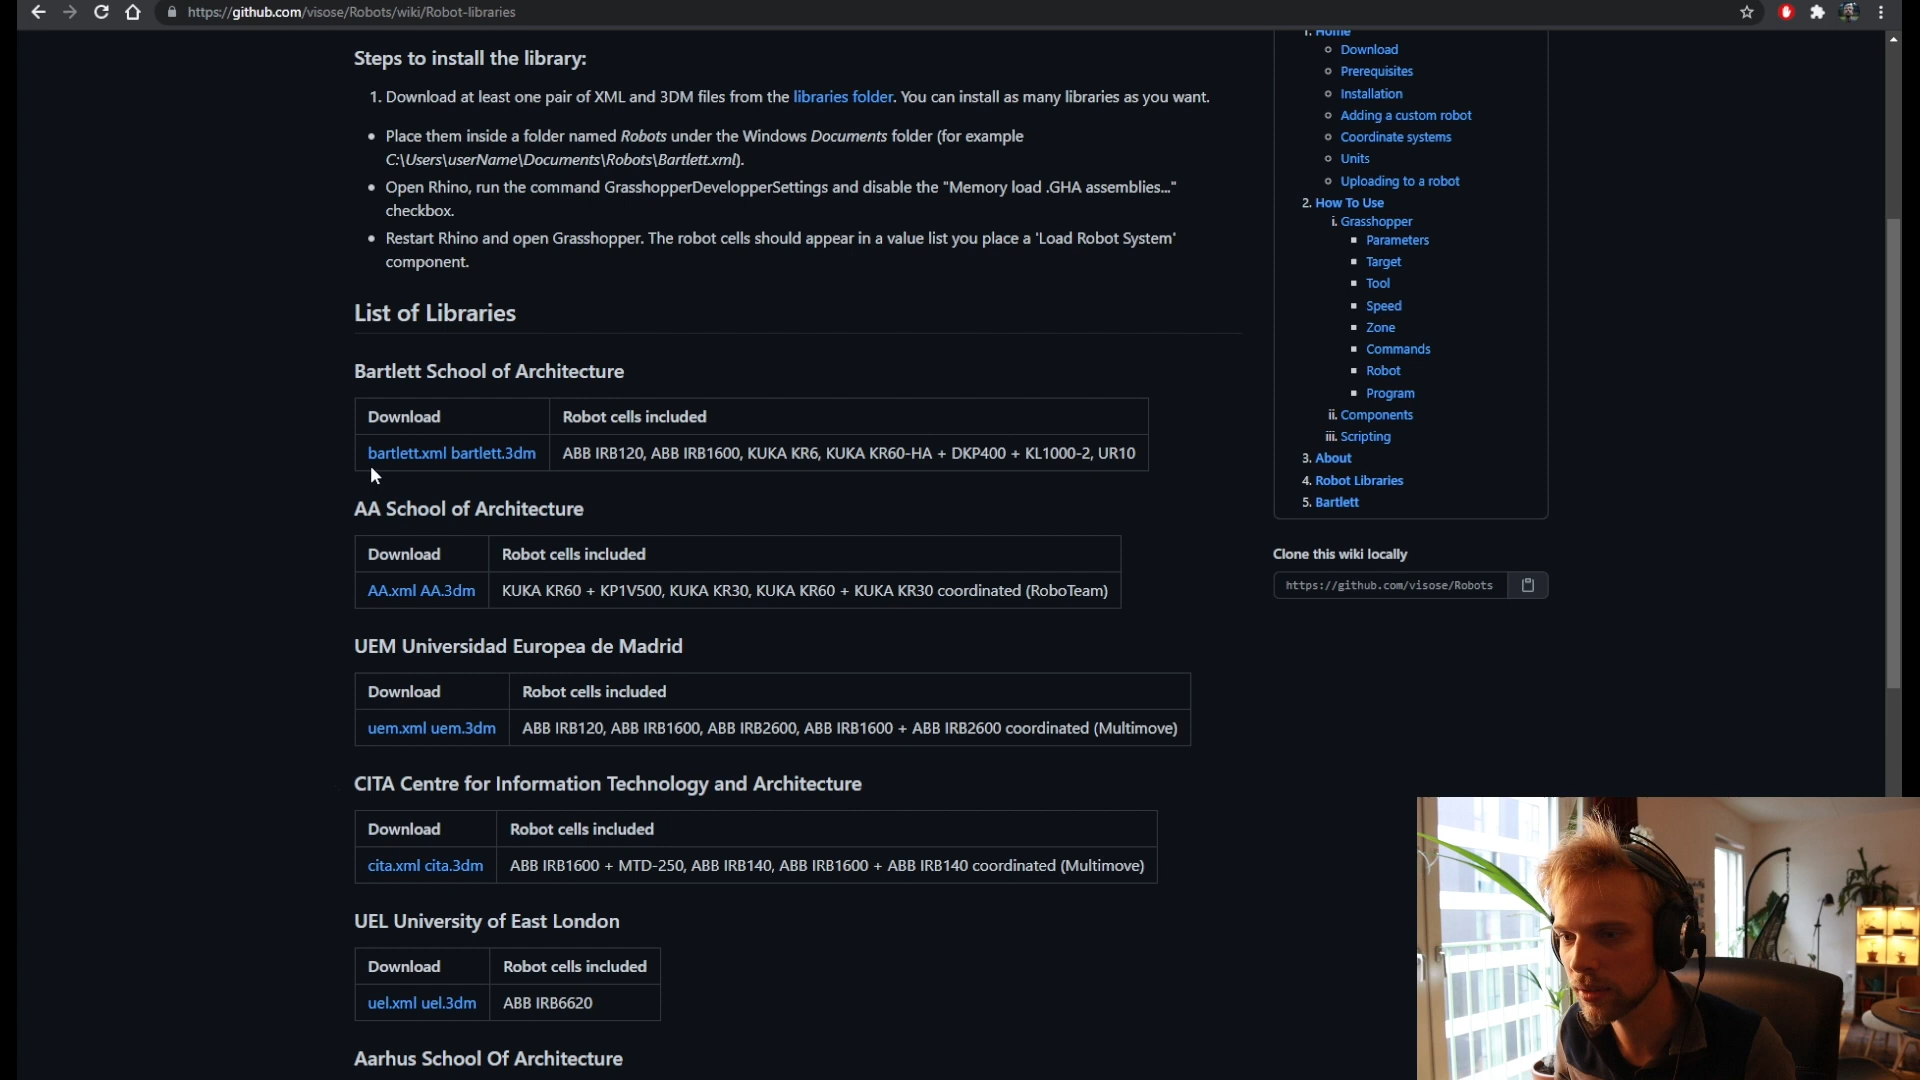 https://github.com/visose/Robots/wiki/Robot-libraries
Steps to install the library:
1. Download at least one pair of XML and 3DM files from the libraries folder. You can install as many libraries as you want.
Place them inside a folder named Robots under the Windows Documents folder (for example
C:\Users\userName\Documents\Robots\Bartlett.xml).
Open Rhino, run the command GrasshopperDevelopperSettings and disable the "Memory load .GHA assemblies..."
checkbox.
Restart Rhino and open Grasshopper. The robot cells should appear in a value list you place a 'Load Robot System'
component.
List of Libraries
Bartlett School of Architecture
Download Robot cells included
bartlett.xml bartlett.3dm ABB IRB120, ABB IRB1600, KUKA KR6, KUKA KR60-HA + DKP400 + KL1000-2, UR10
AA School of Architecture
Download Robot cells included
AA.xml AA.3dm KUKA KR60 + KP1V500, KUKA KR30, KUKA KR60 + KUKA KR30 coordinated (RoboTeam)
UEM Universidad Europea de Madrid
Download Robot cells included
uem.xml uem.3dm ABB IRB120, ABB IRB1600, ABB IRB2600, ABB IRB1600 + ABB IRB2600 coordinated (Multimove)
CITA Centre for Information Technology and Architecture
Download Robot cells included
cita.xml cita.3dm ABB IRB1600 + MTD-250, ABB IRB140, ABB IRB1600 + ABB IRB140 coordinated (Multimove)
UEL University of East London
Download Robot cells included
uel.xml uel.3dm ABB IRB6620
Aarhus School Of Architecture
1. Home
Download
Prerequisites
Installation
Adding a custom robot
Coordinate systems
Units
Uploading to a robot
2. How To Use
i. Grasshopper
Parameters
Target
Tool
Speed
Zone
Commands
Robot
Program
ii. Components
iii. Scripting
3. About
4. Robot Libraries
5. Bartlett
Clone this wiki locally
https://github.com/visose/Robots